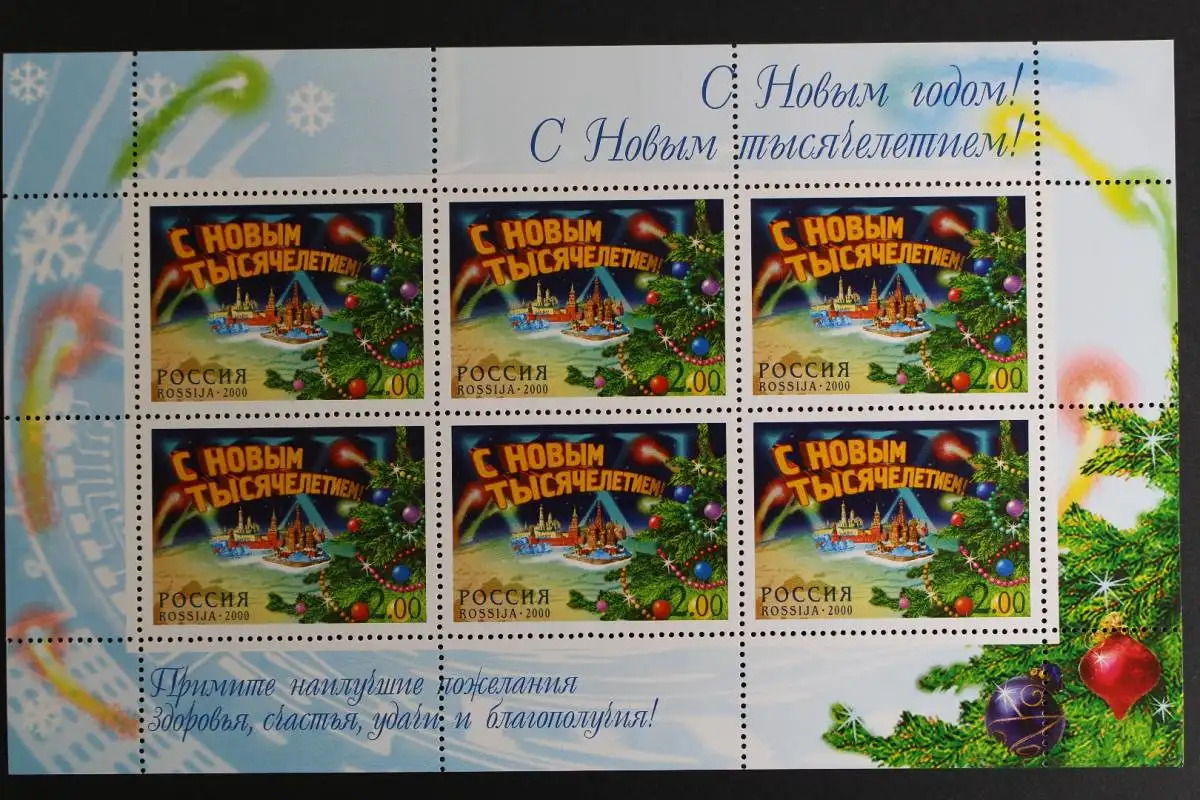 С Новым годом!
С Новым тысячелетием!
С НОВЫМ
ТЫСЯЧЕЛЕТИЕМ!
РОССИЯ
ROSSIJA · 2000
2.00
С НОВЫМ
ТЫСЯЧЕЛЕТИЕМ!
РОССИЯ
ROSSIJA · 2000
2.00
С НОВЫМ
ТЫСЯЧЕЛЕТИЕМ!
РОССИЯ
ROSSIJA · 2000
2.00
С НОВЫМ
ТЫСЯЧЕЛЕТИЕМ!
РОССИЯ
ROSSIJA · 2000
2.00
С НОВЫМ
ТЫСЯЧЕЛЕТИЕМ!
РОССИЯ
ROSSIJA · 2000
2.00
С НОВЫМ
ТЫСЯЧЕЛЕТИЕМ!
РОССИЯ
ROSSIJA · 2000
2.00
Примите наилучшие пожелания
Здоровья, счастья, удачи и благополучия!